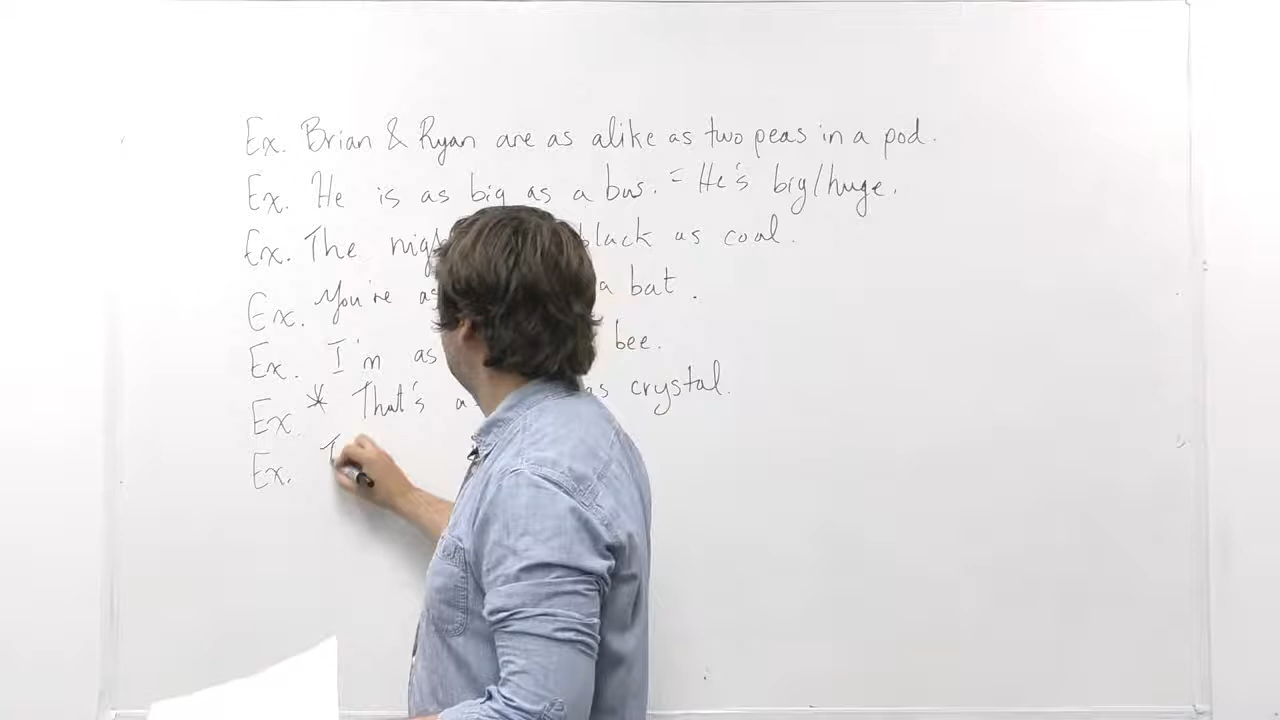 Ex. Brian & Ryan are as alike as two peas in a pod.
Ex. He is as big as a bus. = He's big/huge.
Ex. The black as coal.
Ex. You're as a bat.
Ex. I'm as bee.
Ex. * That's as crystal.
Ex.